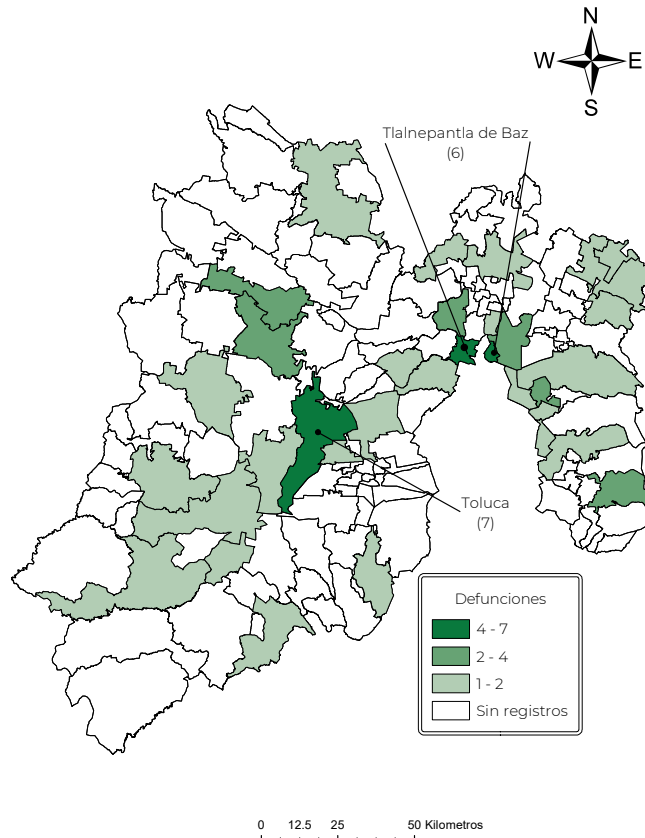 N
W E
S
Tlalnepantla de Baz
(6)
Toluca
(7)
Defunciones
4 - 7
2 - 4
1 - 2
Sin registros
0 12.5 25 50 Kilometros